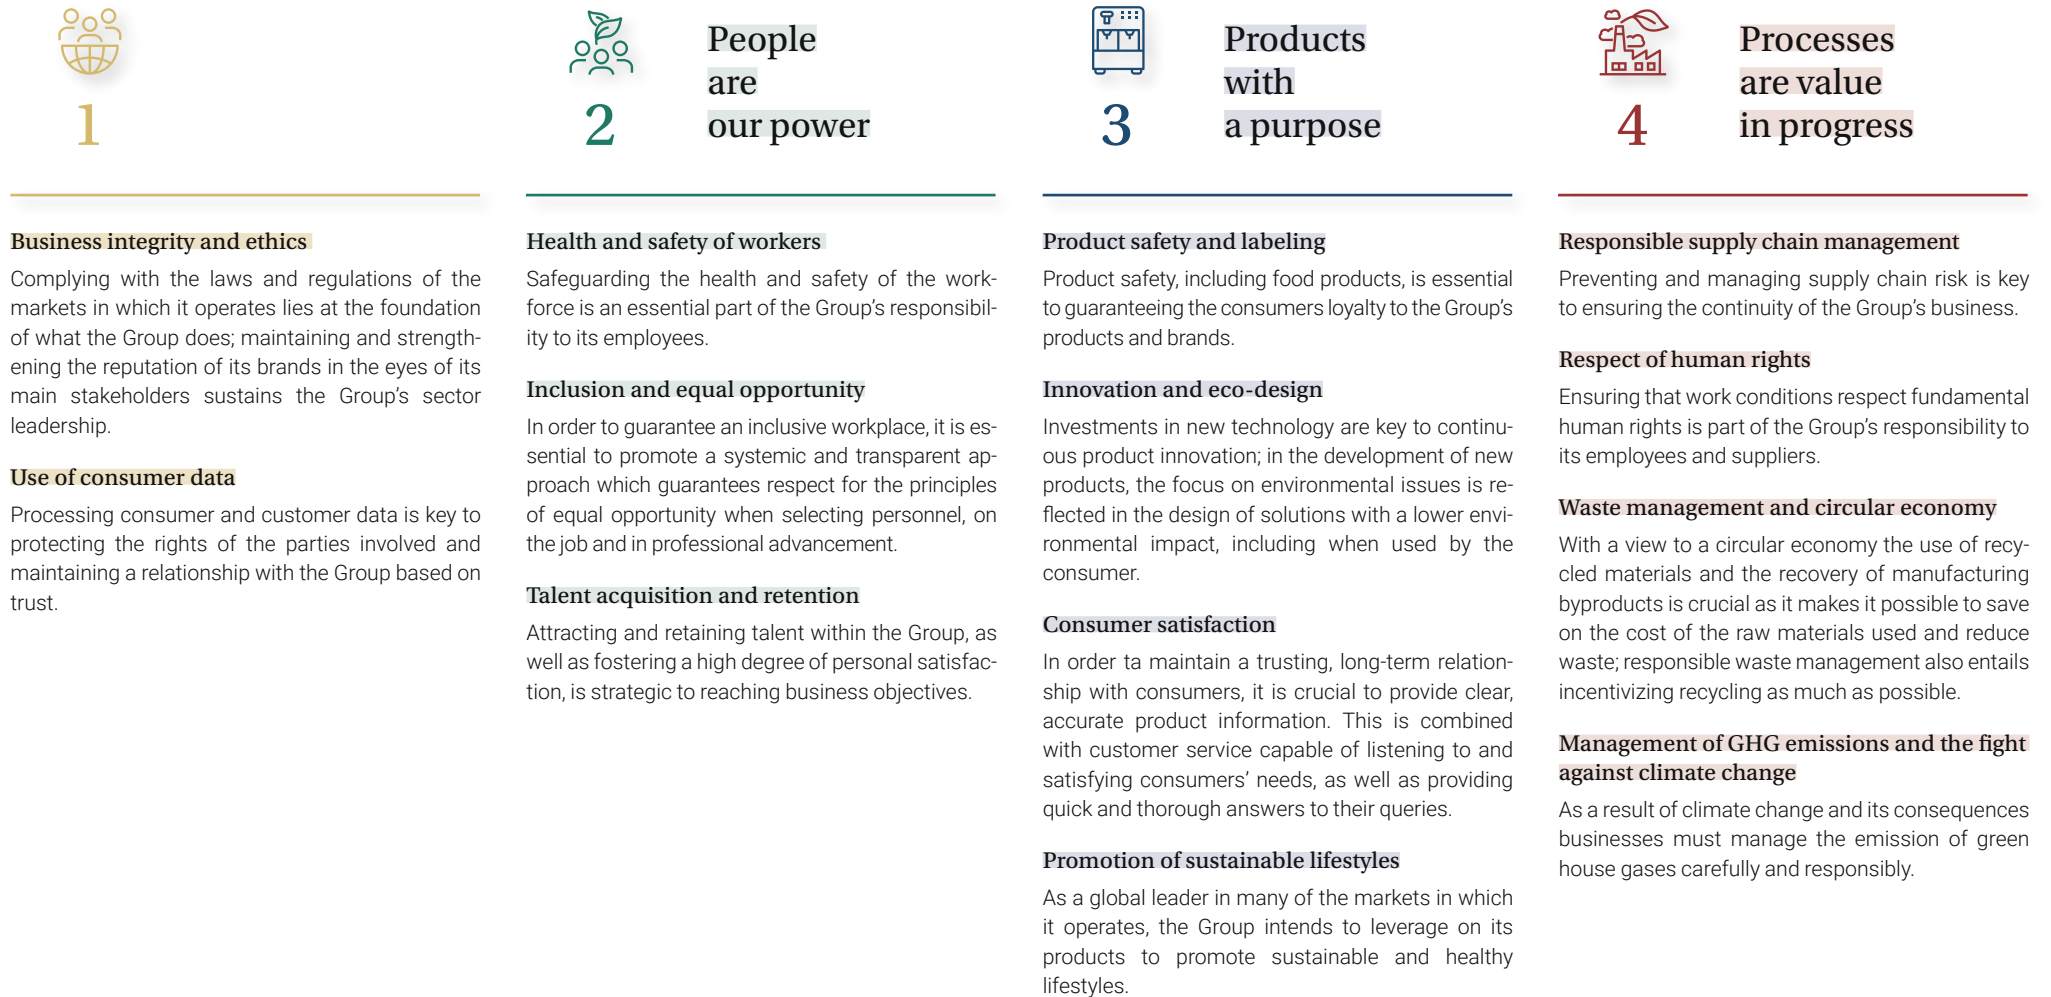 1
Business integrity and ethics
Complying with the laws and regulations of the
markets in which it operates lies at the foundation
of what the Group does; maintaining and strength-
ening the reputation of its brands in the eyes of its
main stakeholders sustains the Group's sector
leadership.
Use of consumer data
Processing consumer and customer data is key to
protecting the rights of the parties involved and
maintaining a relationship with the Group based on
trust.
2
People
are
our power
Health and safety of workers
Safeguarding the health and safety of the work-
force is an essential part of the Group's responsibil-
ity to its employees.
Inclusion and equal opportunity
In order to guarantee an inclusive workplace, it is es-
sential to promote a systemic and transparent ap-
proach which guarantees respect for the principles
of equal opportunity when selecting personnel, on
the job and in professional advancement.
Talent acquisition and retention
Attracting and retaining talent within the Group, as
well as fostering a high degree of personal satisfac-
tion, is strategic to reaching business objectives.
3
Products
with
a purpose
Product safety and labeling
Product safety, including food products, is essential
to guaranteeing the consumers loyalty to the Group's
products and brands.
Innovation and eco-design
Investments in new technology are key to continu-
ous product innovation; in the development of new
products, the focus on environmental issues is re-
flected in the design of solutions with a lower envi-
ronmental impact, including when used by the
consumer.
Consumer satisfaction
In order ta maintain a trusting, long-term relation-
ship with consumers, it is crucial to provide clear,
accurate product information. This is combined
with customer service capable of listening to and
satisfying consumers' needs, as well as providing
quick and thorough answers to their queries.
Promotion of sustainable lifestyles
As a global leader in many of the markets in which
it operates, the Group intends to leverage on its
products to promote sustainable and healthy
lifestyles.
4
Processes
are value
in progress
Responsible supply chain management
Preventing and managing supply chain risk is key
to ensuring the continuity of the Group's business.
Respect of human rights
Ensuring that work conditions respect fundamental
human rights is part of the Group's responsibility to
its employees and suppliers.
Waste management and circular economy
With a view to a circular economy the use of recy-
cled materials and the recovery of manufacturing
byproducts is crucial as it makes it possible to save
on the cost of the raw materials used and reduce
waste; responsible waste management also entails
incentivizing recycling as much as possible.
Management of GHG emissions and the fight
against climate change
As a result of climate change and its consequences
businesses must manage the emission of green
house gases carefully and responsibly.